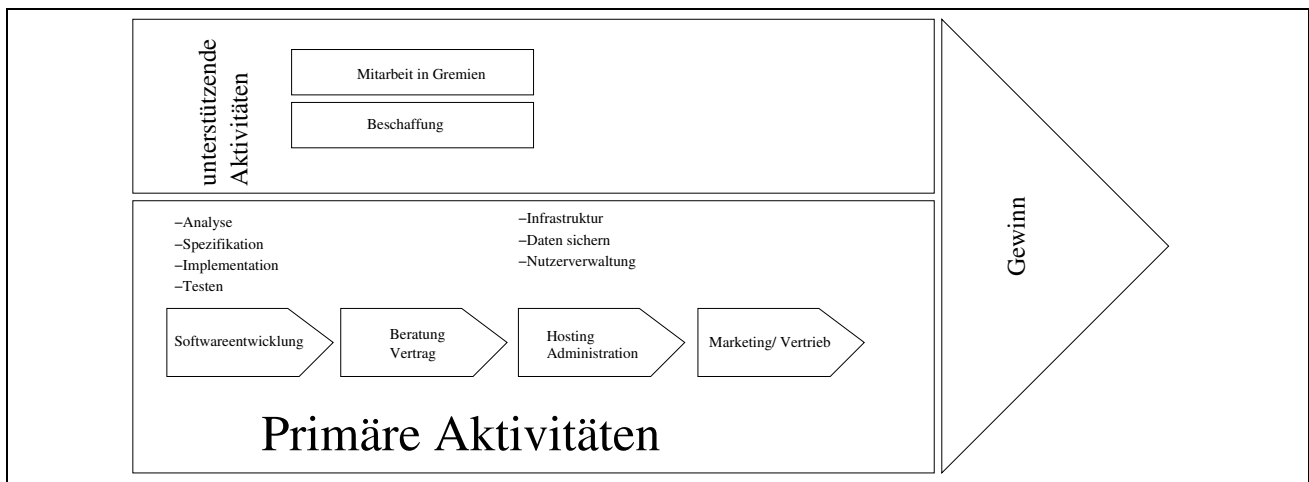 unterstützende
Aktivitäten
Mitarbeit in Gremien
Beschaffung
−Analyse
−Spezifikation
−Implementation
−Testen
−Infrastruktur
−Daten sichern
−Nutzerverwaltung
Softwareentwicklung
Beratung
Vertrag
Hosting
Administration
Marketing/ Vertrieb
Primäre Aktivitäten
Gewinn